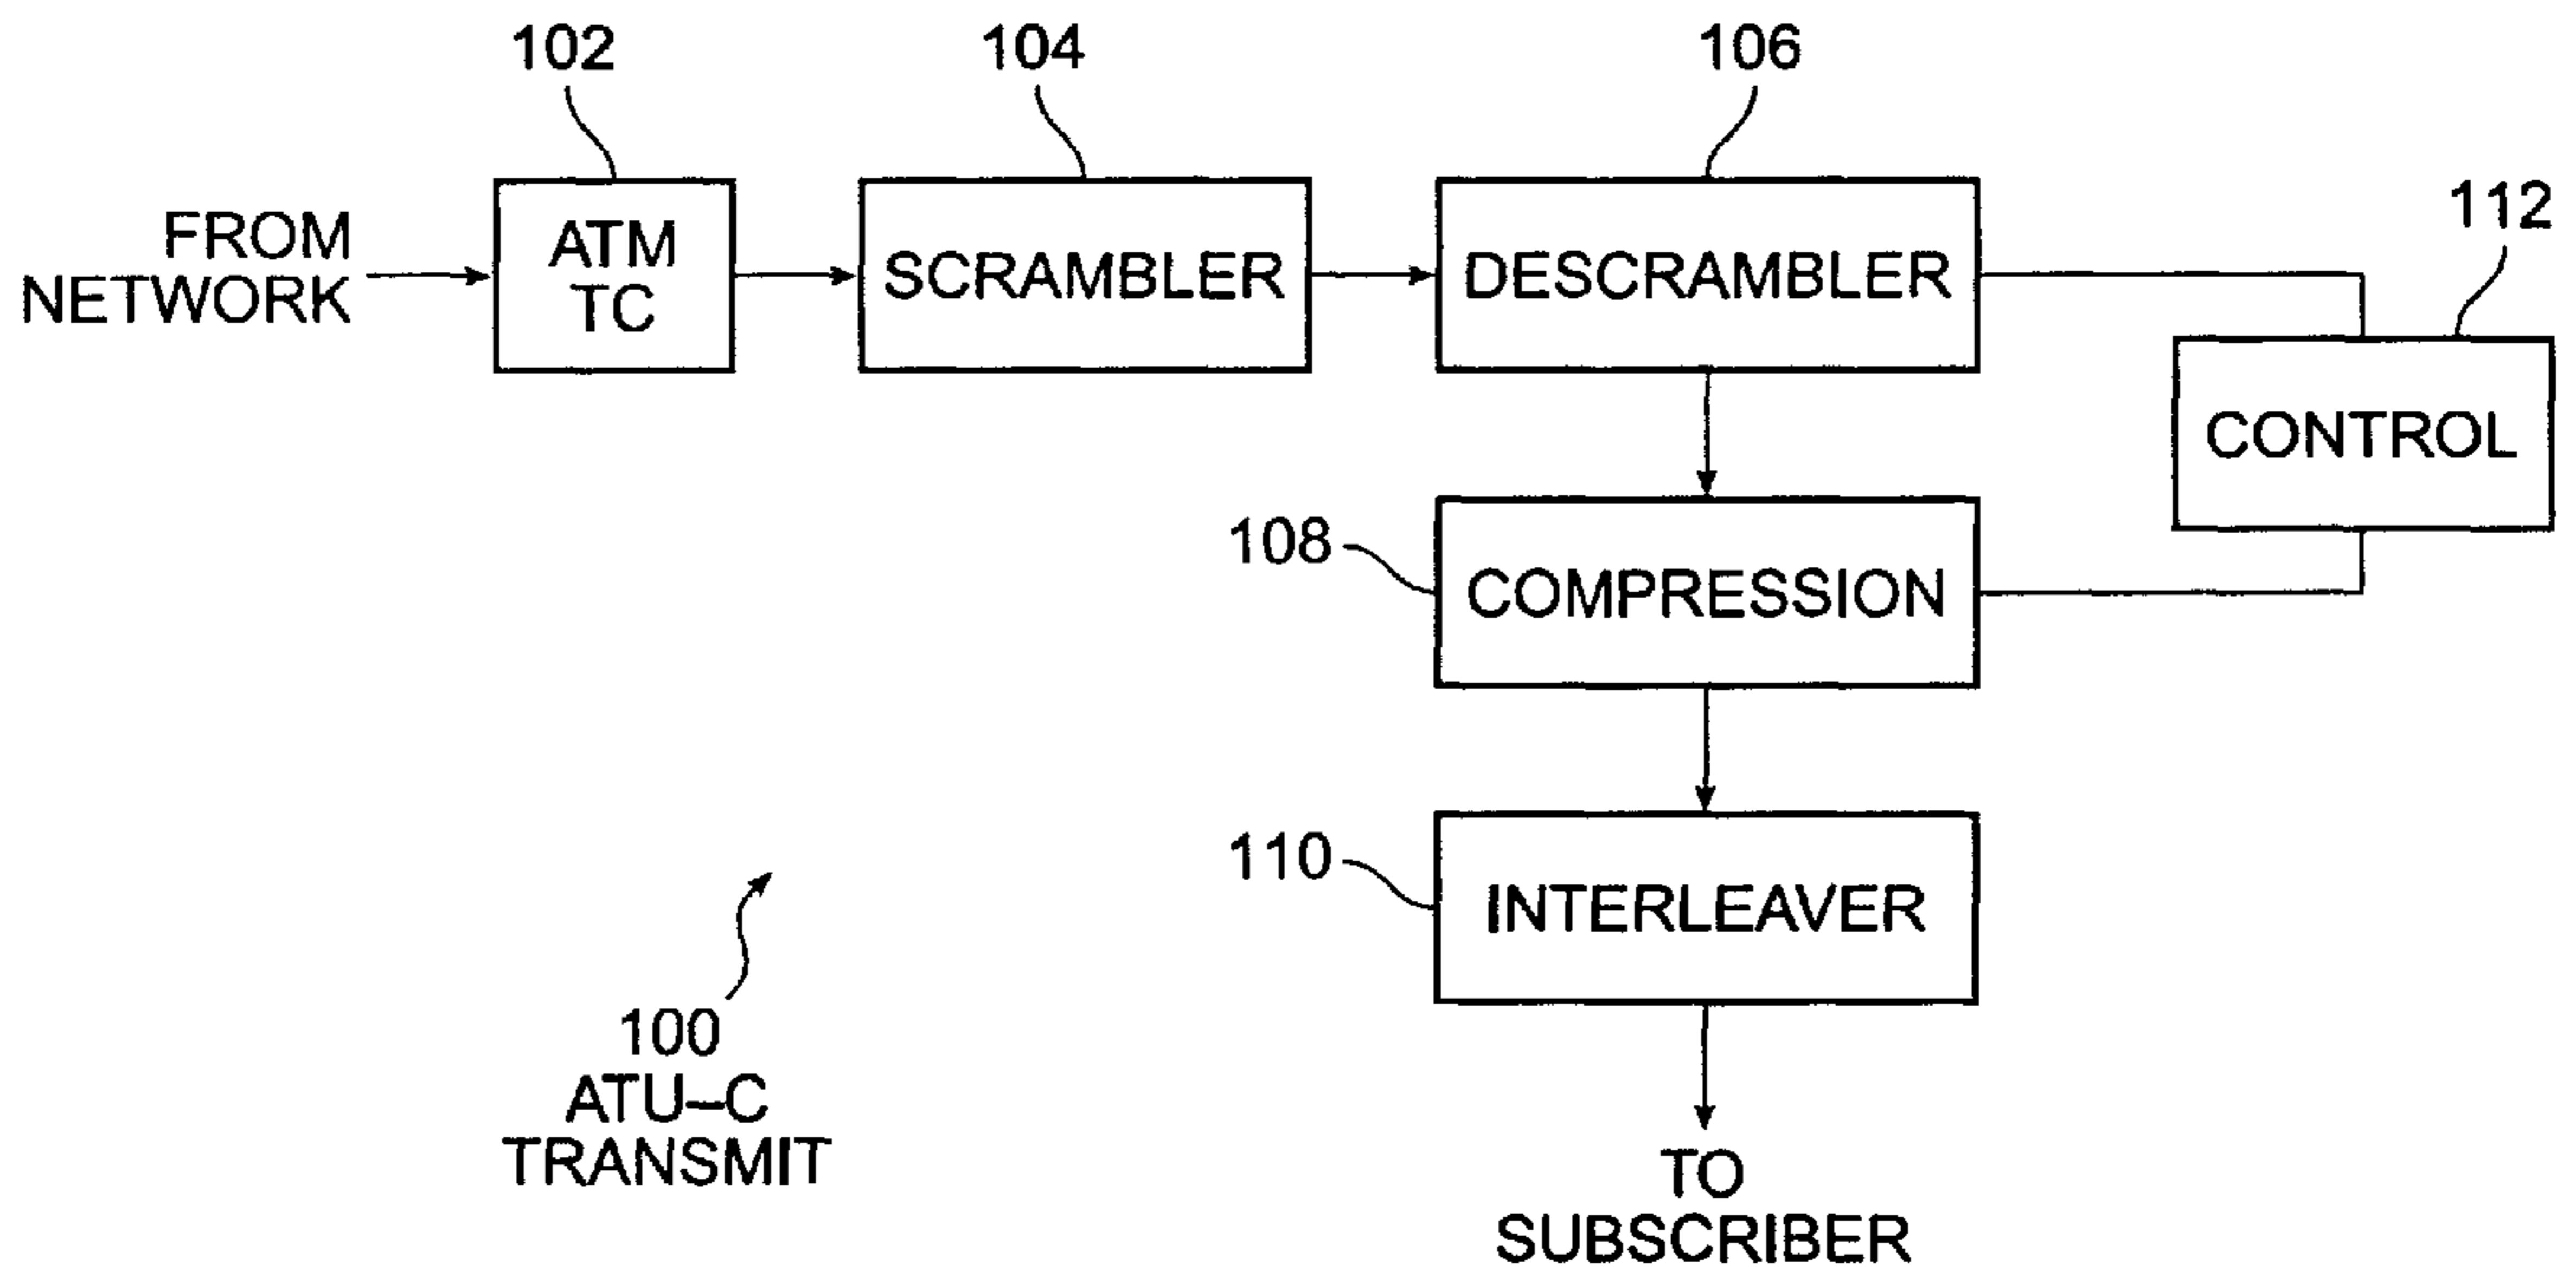 102
104
106
112
FROM
NETWORK
ATM
TC
SCRAMBLER
DESCRAMBLER
CONTROL
108
COMPRESSION
110
INTERLEAVER
100
ATU–C
TRANSMIT
TO
SUBSCRIBER